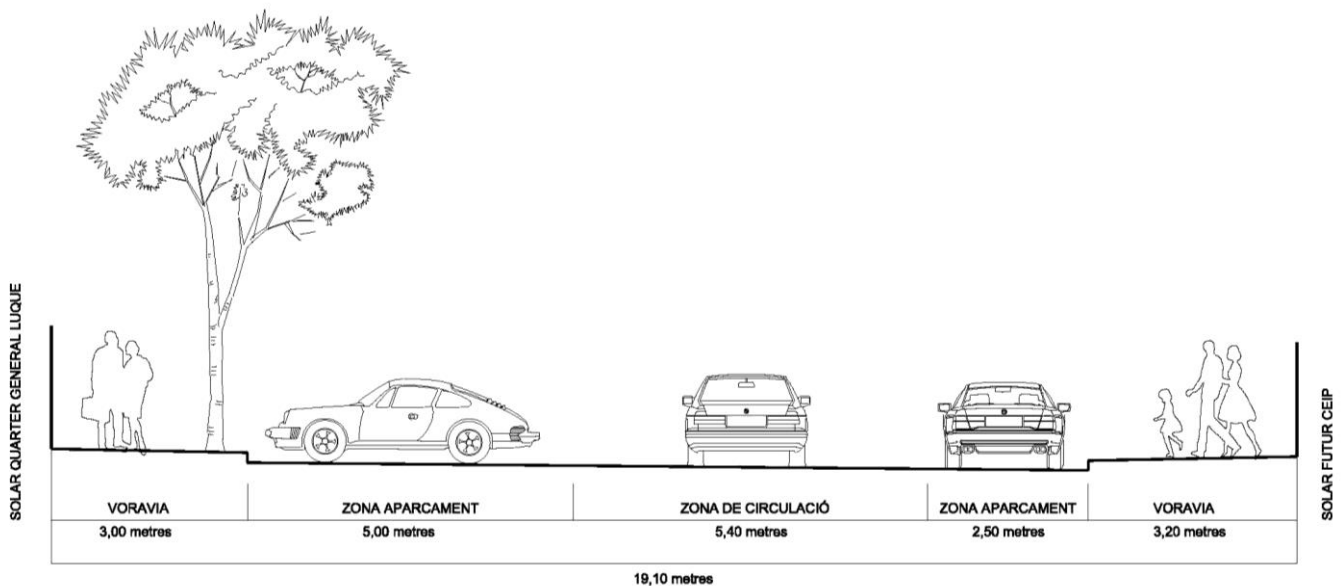 SOLAR QUARTER GENERAL LUQUE
SOLAR FUTUR CEIP
VORAVIA
ZONA APARCAMENT
ZONA DE CIRCULACIÓ
ZONA APARCAMENT
VORAVIA
3,00 metres
5,00 metres
5,40 metres
2,50 metres
3,20 metres
19,10 metres